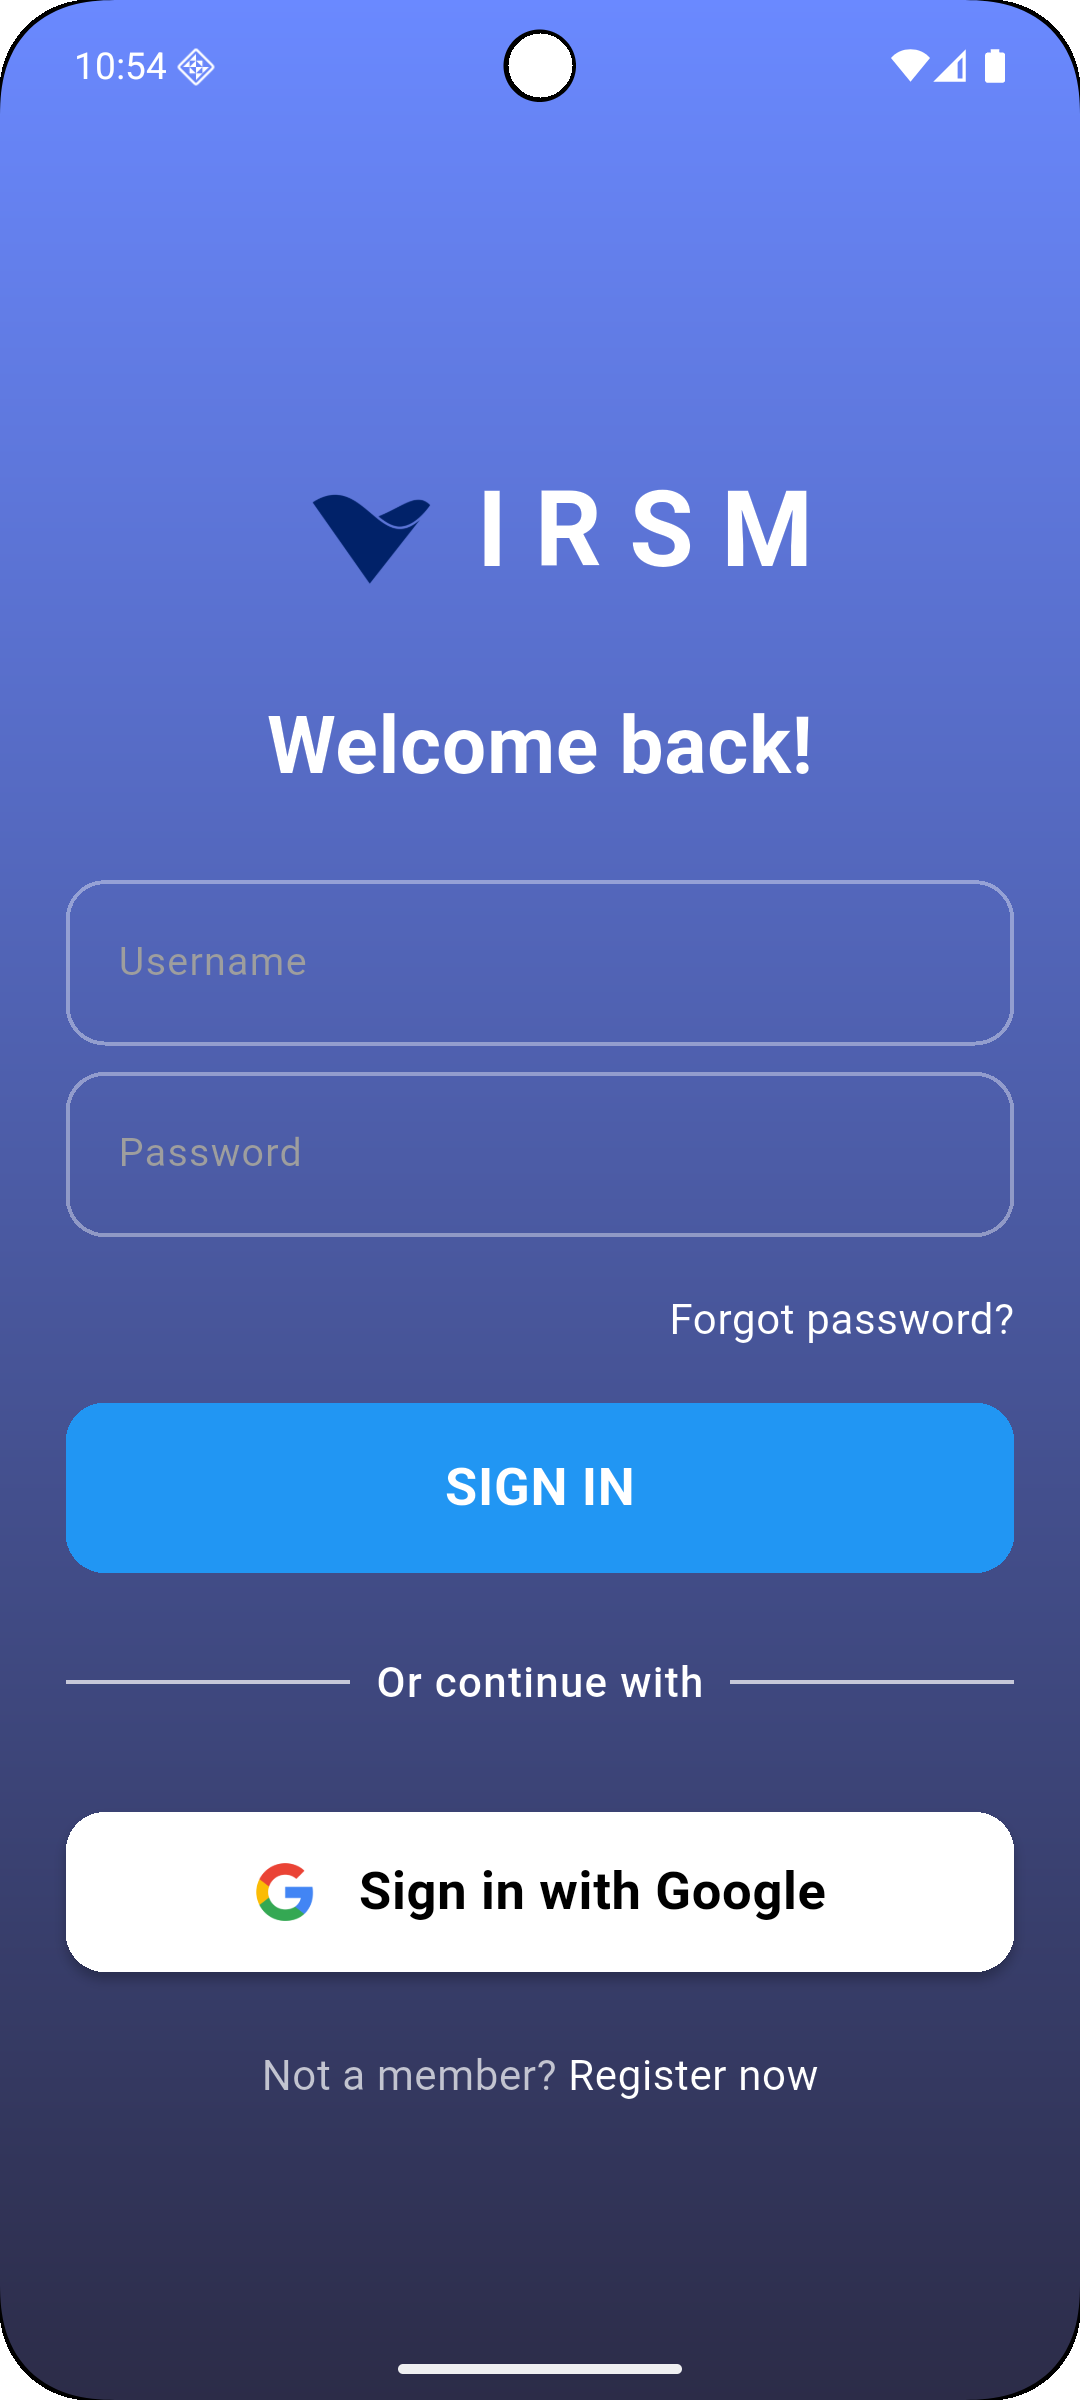 10:54
I R S M
Welcome back!
Username
Password
Forgot password?
SIGN IN
Or continue with
Sign in with Google
Not a member? Register now